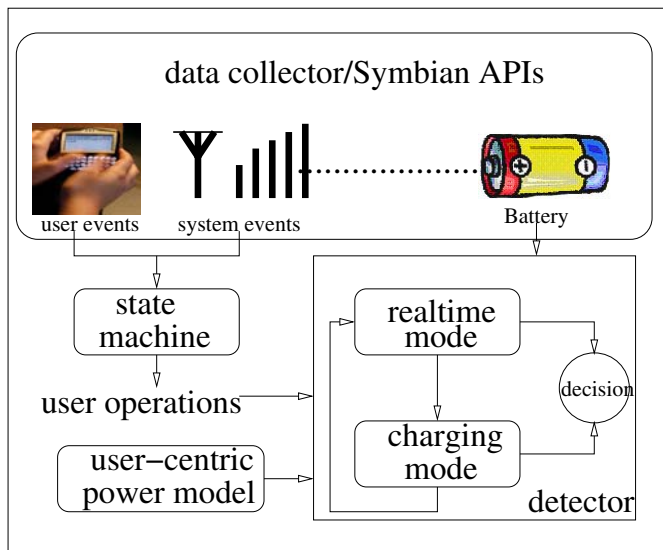 data collector/Symbian APIs
user events
system events
Battery
state
machine
realtime
mode
user operations
decision
charging
mode
user−centric
power model
detector